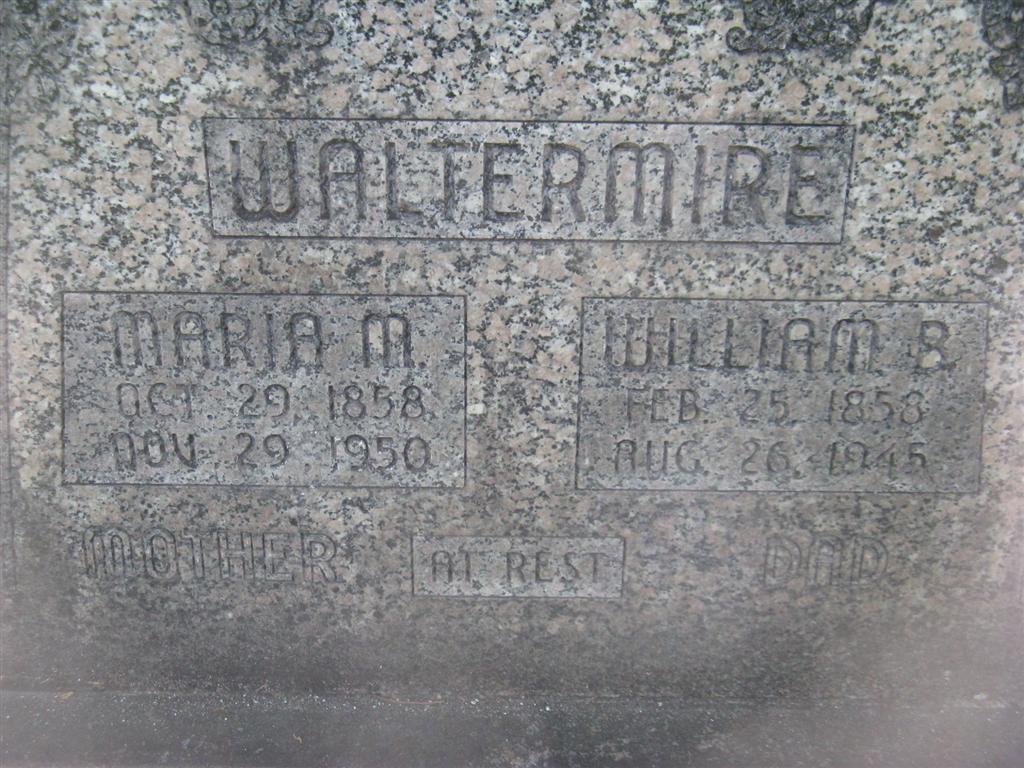 WALTERMIRE
MARIA M.
OCT. 29, 1858
NOV. 29, 1950
WILLIAM B.
FEB. 25, 1858
AUG. 26, 1945
MOTHER
AT REST
DAD